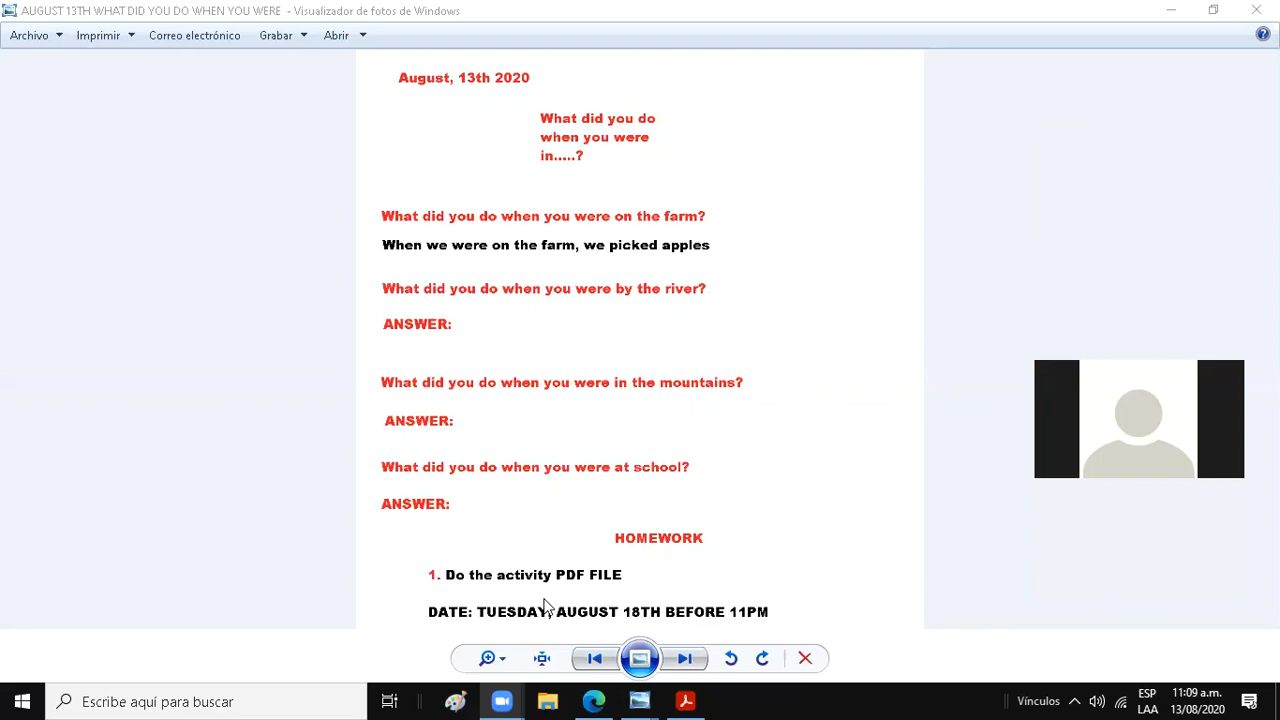 AUGUST 13TH WHAT DID YOU DO WHEN YOU WERE - Visualizador de fotos de Windows
Archivo Imprimir Correo electrónico Grabar Abrir
August, 13th 2020
What did you do
when you were
in.....?
What did you do when you were on the farm?
When we were on the farm, we picked apples
What did you do when you were by the river?
ANSWER:
What did you do when you were in the mountains?
ANSWER:
What did you do when you were at school?
ANSWER:
HOMEWORK
1. Do the activity PDF FILE
DATE: TUESDAY, AUGUST 18TH BEFORE 11PM
Escribe aquí para buscar
Vínculos
ESP
LAA
11:09 a.m.
13/08/2020